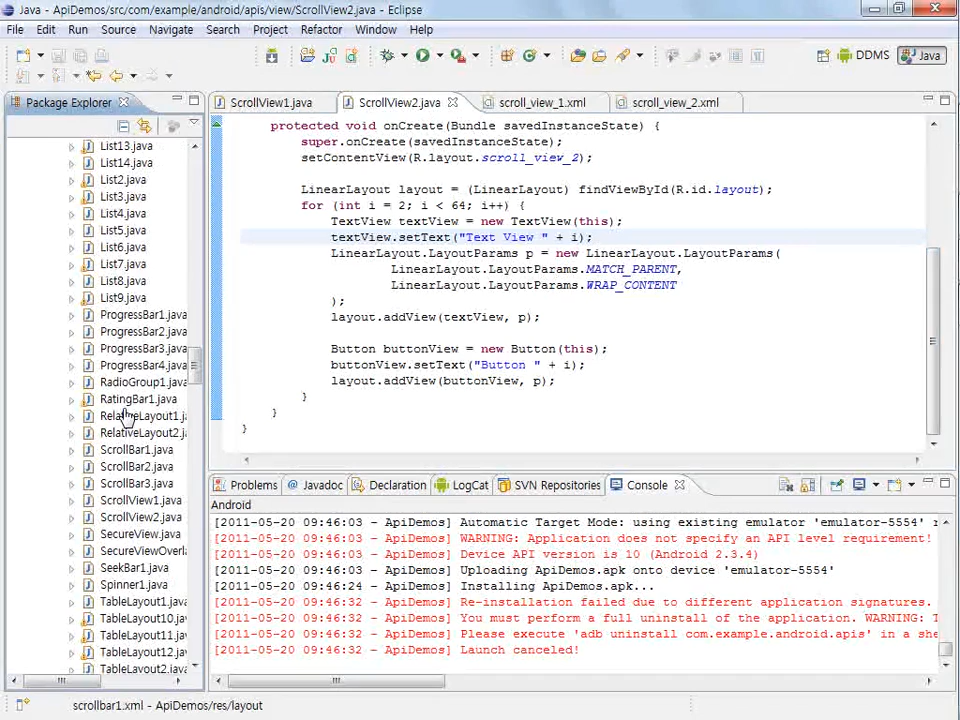 Java - ApiDemos/src/com/example/android/apis/view/ScrollView2.java - Eclipse
File Edit Run Source Navigate Search Project Refactor Window Help
DDMS Java
Package Explorer
List13.java
List14.java
List2.java
List3.java
List4.java
List5.java
List6.java
List7.java
List8.java
List9.java
ProgressBar1.java
ProgressBar2.java
ProgressBar3.java
ProgressBar4.java
RadioGroup1.java
RatingBar1.java
RelativeLayout1.ja
RelativeLayout2.ja
ScrollBar1.java
ScrollBar2.java
ScrollBar3.java
ScrollView1.java
ScrollView2.java
SecureView.java
SecureViewOverla
SeekBar1.java
Spinner1.java
TableLayout1.java
TableLayout10.jav
TableLayout11.jav
TableLayout12.jav
TableLayout2.java
ScrollView1.java ScrollView2.java scroll_view_1.xml scroll_view_2.xml
protected void onCreate(Bundle savedInstanceState) {
super.onCreate(savedInstanceState);
setContentView(R.layout.scroll_view_2);
LinearLayout layout = (LinearLayout) findViewById(R.id.layout);
for (int i = 2; i < 64; i++) {
TextView textView = new TextView(this);
textView.setText("Text View " + i);
LinearLayout.LayoutParams p = new LinearLayout.LayoutParams(
LinearLayout.LayoutParams.MATCH_PARENT,
LinearLayout.LayoutParams.WRAP_CONTENT
);
layout.addView(textView, p);
Button buttonView = new Button(this);
buttonView.setText("Button " + i);
layout.addView(buttonView, p);
}
}
}
Problems Javadoc Declaration LogCat SVN Repositories Console
Android
[2011-05-20 09:46:03 - ApiDemos] Automatic Target Mode: using existing emulator 'emulator-5554' r
[2011-05-20 09:46:03 - ApiDemos] WARNING: Application does not specify an API level requirement!
[2011-05-20 09:46:03 - ApiDemos] Device API version is 10 (Android 2.3.4)
[2011-05-20 09:46:03 - ApiDemos] Uploading ApiDemos.apk onto device 'emulator-5554'
[2011-05-20 09:46:24 - ApiDemos] Installing ApiDemos.apk...
[2011-05-20 09:46:32 - ApiDemos] Re-installation failed due to different application signatures.
[2011-05-20 09:46:32 - ApiDemos] You must perform a full uninstall of the application. WARNING: T
[2011-05-20 09:46:32 - ApiDemos] Please execute 'adb uninstall com.example.android.apis' in a she
[2011-05-20 09:46:32 - ApiDemos] Launch canceled!
scrollbar1.xml - ApiDemos/res/layout